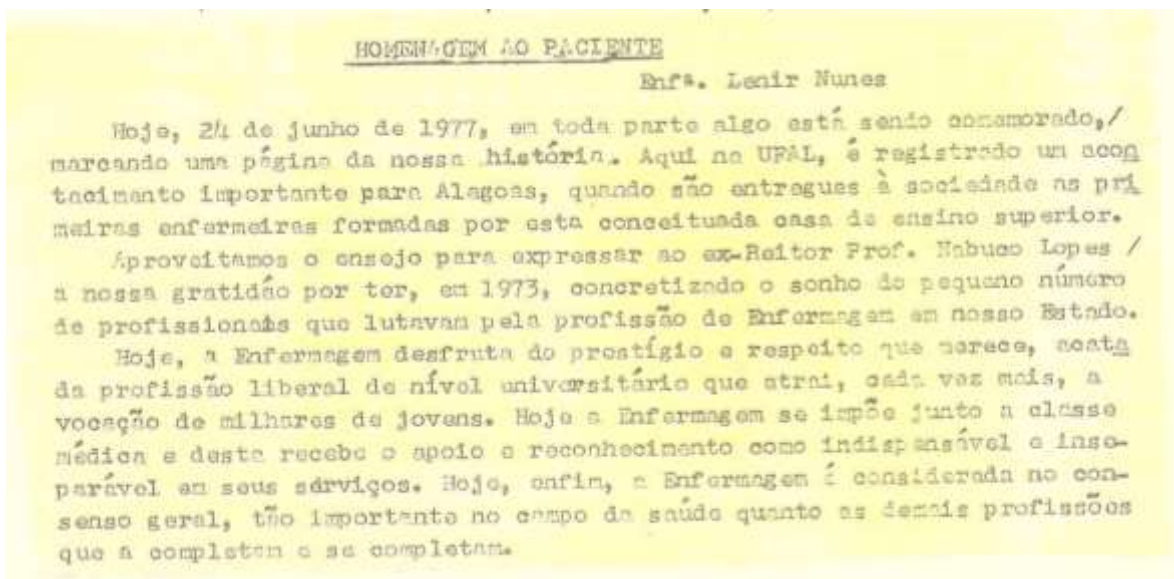 HOMENAGEM AO PACIENTE
Enfª. Lenir Nunes
Hoje, 24 de junho de 1977, em toda parte algo está sendo comemorado,/
marcando uma página da nossa história. Aqui na UFAL, é registrado um acon
tecimento importante para Alagoas, quando são entregues à sociedade as pri
meiras enfermeiras formadas por esta conceituada casa de ensino superior.
Aproveitamos o ensejo para expressar ao ex-Reitor Prof. Nabuco Lopes /
a nossa gratidão por ter, em 1973, concretizado o sonho do pequeno número
de profissionais que lutavam pela profissão de Enfermagem em nosso Estado.
Hoje, a Enfermagem desfruta do prestígio e respeito que merece, acata
da profissão liberal de nível universitário que atrai, cada vez mais, a
vocação de milhares de jovens. Hoje a Enfermagem se impõe junto a classe
médica e desta recebe o apoio e reconhecimento como indispensável e inse-
parável em seus serviços. Hoje, enfim, a Enfermagem é considerada no con-
senso geral, tão importante no campo da saúde quanto as demais profissões
que a completam e se completam.